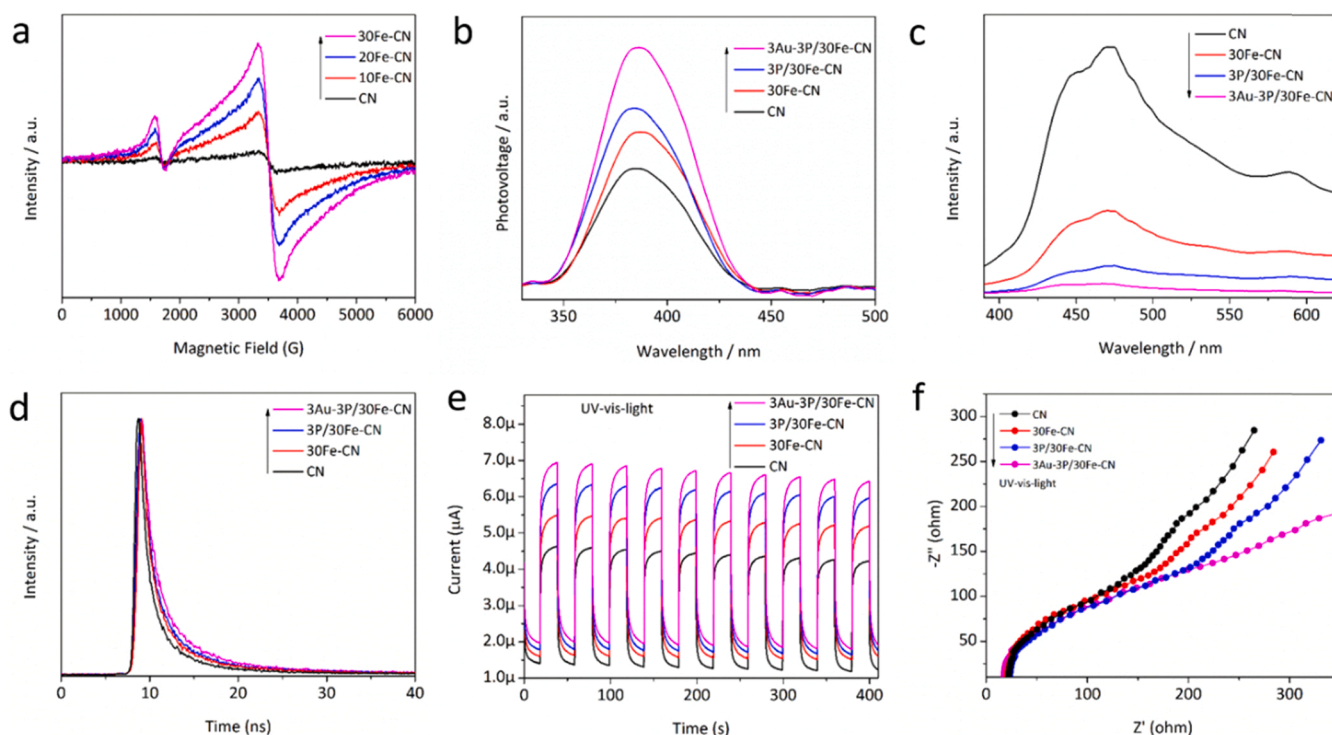 a
30Fe-CN
20Fe-CN
10Fe-CN
CN
Intensity / a.u.
0 1000 2000 3000 4000 5000 6000
Magnetic Field (G)
b
3Au-3P/30Fe-CN
3P/30Fe-CN
30Fe-CN
CN
Photovoltage / a.u.
350 400 450 500
Wavelength / nm
c
CN
30Fe-CN
3P/30Fe-CN
3Au-3P/30Fe-CN
Intensity / a.u.
400 450 500 550 600
Wavelength / nm
d
3Au-3P/30Fe-CN
3P/30Fe-CN
30Fe-CN
CN
Intensity / a.u.
0 10 20 30 40
Time (ns)
e
UV-vis-light
3Au-3P/30Fe-CN
3P/30Fe-CN
30Fe-CN
CN
8.0μ
7.0μ
6.0μ
5.0μ
4.0μ
3.0μ
2.0μ
1.0μ
Current (μA)
0 100 200 300 400
Time (s)
f
CN
30Fe-CN
3P/30Fe-CN
3Au-3P/30Fe-CN
UV-vis-light
300
250
200
150
100
50
-Z'' (ohm)
0 100 200 300
Z' (ohm)